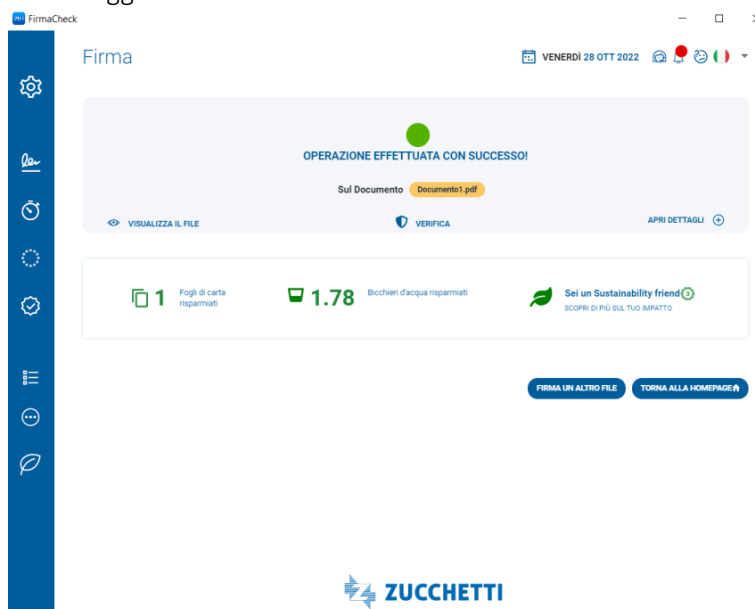 FirmaCheck
Firma
VENERDÌ 28 OTT 2022
OPERAZIONE EFFETTUATA CON SUCCESSO!
Sul Documento Documento1.pdf
VISUALIZZA IL FILE
VERIFICA
APRI DETTAGLI
1 Fogli di carta
risparmiati
1.78 Bicchieri d'acqua risparmiati
Sei un Sustainability friend
SCOPRI DI PIÙ SUL TUO IMPATTO
FIRMA UN ALTRO FILE
TORNA ALLA HOMEPAGE
ZUCCHETTI